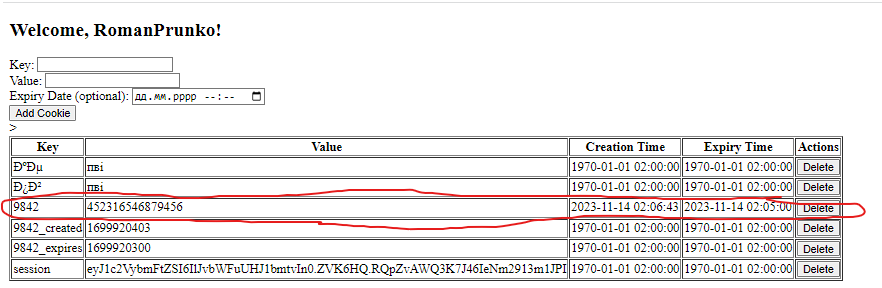 Welcome, RomanPrunko!
Key:
Value:
Expiry Date (optional): дд.мм.рррр --:--
Add Cookie
>
Key Value Creation Time Expiry Time Actions
ÐºÐµ пві 1970-01-01 02:00:00 1970-01-01 02:00:00 Delete
Ð¿Ð² пві 1970-01-01 02:00:00 1970-01-01 02:00:00 Delete
9842 452316546879456 2023-11-14 02:06:43 2023-11-14 02:05:00 Delete
9842_created 1699920403 1970-01-01 02:00:00 1970-01-01 02:00:00 Delete
9842_expires 1699920300 1970-01-01 02:00:00 1970-01-01 02:00:00 Delete
session eyJ1c2VybmFtZSI6IlJvbWFuUHJ1bmtvIn0.ZVK6HQ.RQpZvAWQ3K7J46IeNm2913m1JPI 1970-01-01 02:00:00 1970-01-01 02:00:00 Delete